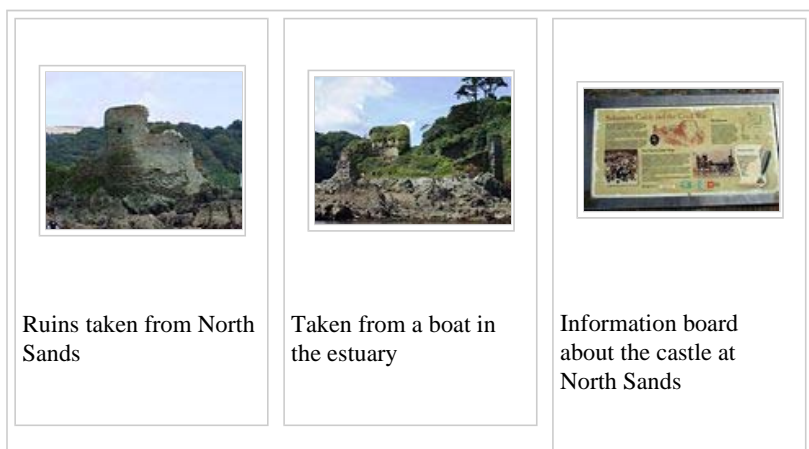 Ruins taken from North
Sands
Taken from a boat in
the estuary
Information board
about the castle at
North Sands